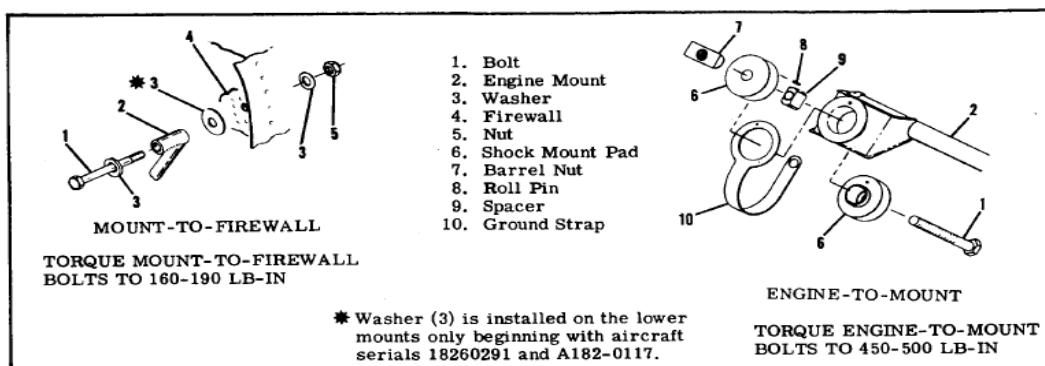 4
✷ 3
2
1
3
3
5
MOUNT-TO-FIREWALL
TORQUE MOUNT-TO-FIREWALL
BOLTS TO 160-190 LB-IN
1. Bolt
2. Engine Mount
3. Washer
4. Firewall
5. Nut
6. Shock Mount Pad
7. Barrel Nut
8. Roll Pin
9. Spacer
10. Ground Strap
✷ Washer (3) is installed on the lower
mounts only beginning with aircraft
serials 18260291 and A182-0117.
7
8
9
6
2
10
6
1
ENGINE-TO-MOUNT
TORQUE ENGINE-TO-MOUNT
BOLTS TO 450-500 LB-IN